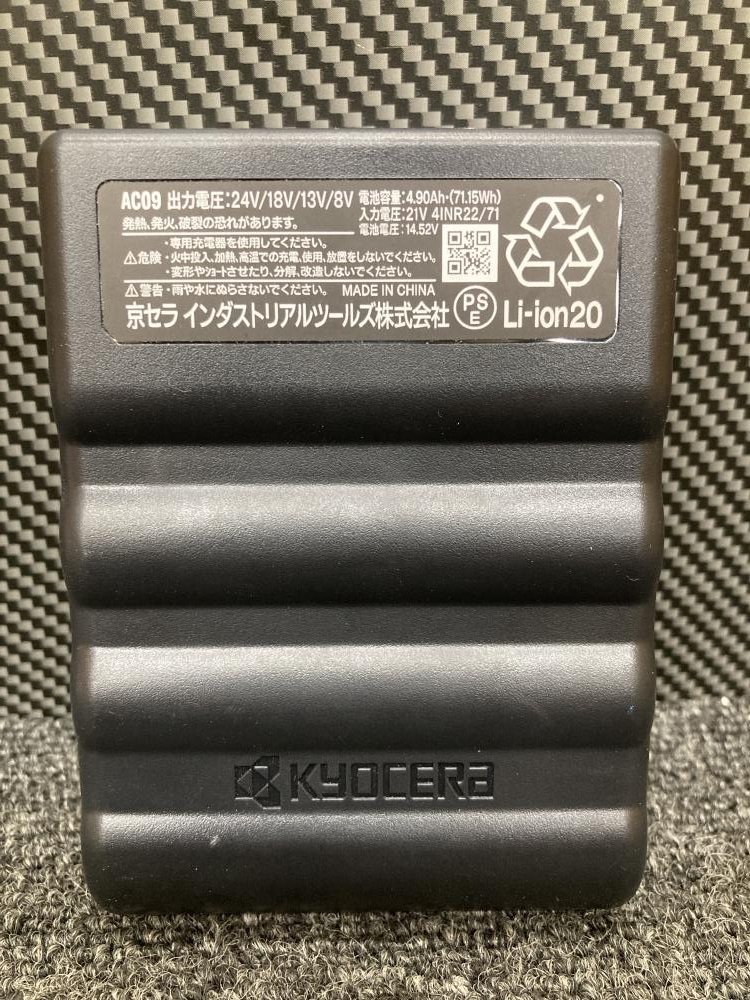 AC09 出力電圧:24V/18V/13V/8V
電池容量:4.90Ah・(71.15Wh)
入力電圧:21V 4INR22/71
電池電圧:14.52V
発熱、発火、破裂の恐れがあります。
⚠危険
・専用充電器を使用してください。
・火中投入、加熱、高温での充電、使用、放置をしないでください。
・変形やショートさせたり、分解、改造しないでください。
⚠警告・雨や水にぬらさないでください。 MADE IN CHINA
京セラ インダストリアルツールズ株式会社
PS
E
Li-ion20
KYOCERA